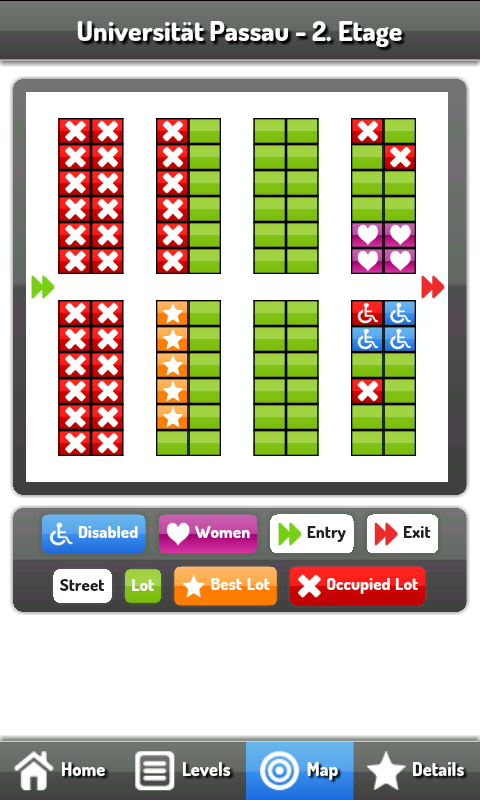 Universität Passau - 2. Etage
Disabled Women Entry Exit
Street Lot Best Lot Occupied Lot
Home Levels Map Details